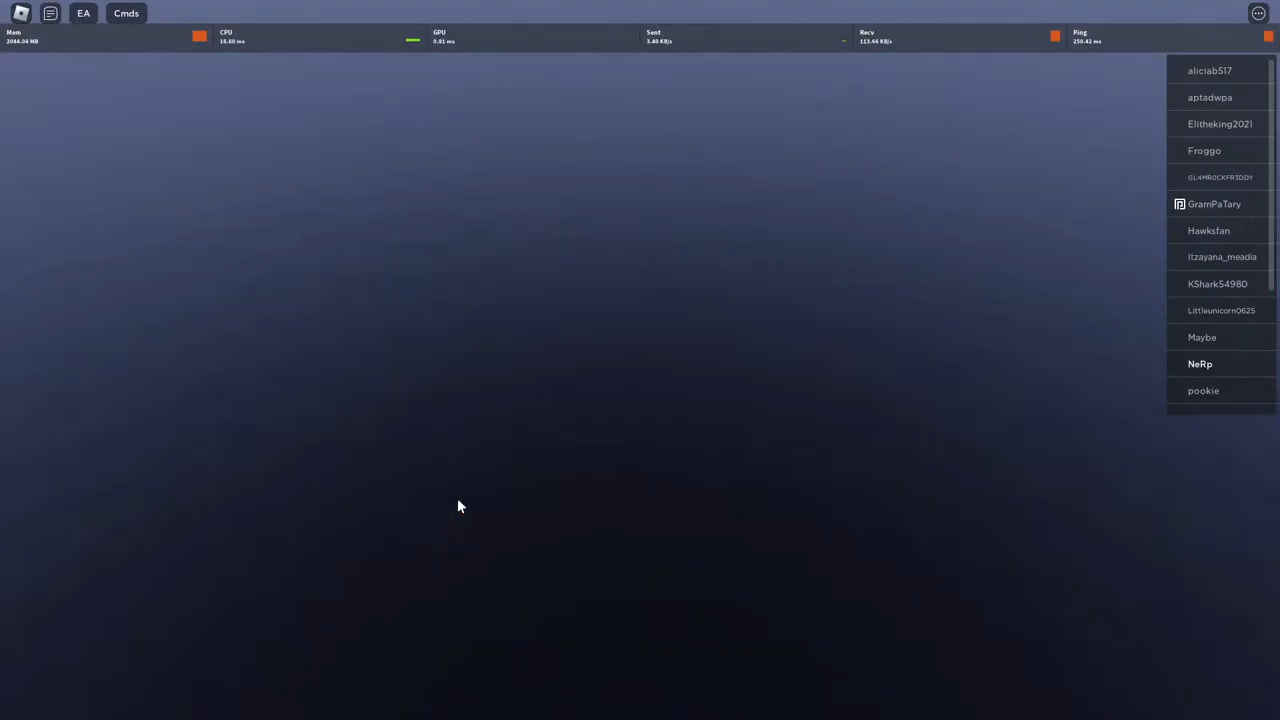 EA Cmds
Mem CPU GPU Sent Recv Ping
2044.04 MB 16.60 ms 0.81 ms 3.40 KB/s 113.66 KB/s 250.42 ms
aliciab517
aptadwpa
Elitheking2021
Froggo
GL4MR0CKFR3DDY
GramPaTary
Hawksfan
Itzayana_meadia
KShark54980
Littleunicorn0625
Maybe
NeRp
pookie